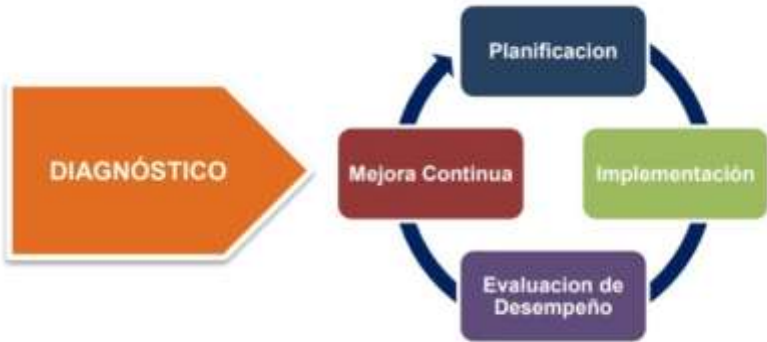 Planificacion
DIAGNÓSTICO
Mejora Continua
Implementación
Evaluacion de
Desempeño